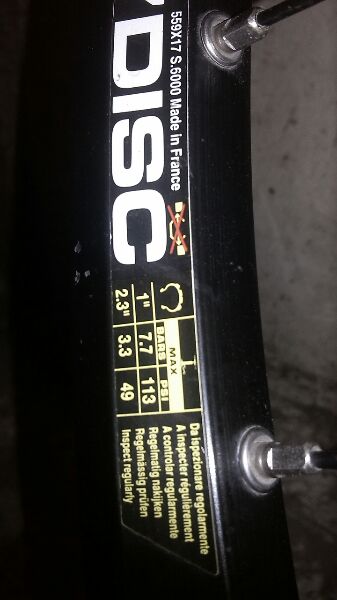 559X17 S.6000 Made in France
DISC
MAX
BARS PSI
1" 7.7 113
2.3" 3.3 49
Da ispezionare regolarmente
A inspecter régulièrement
A controlar regularmente
Regelmatig nakijken
Regelmässig prüfen
Inspect regularly